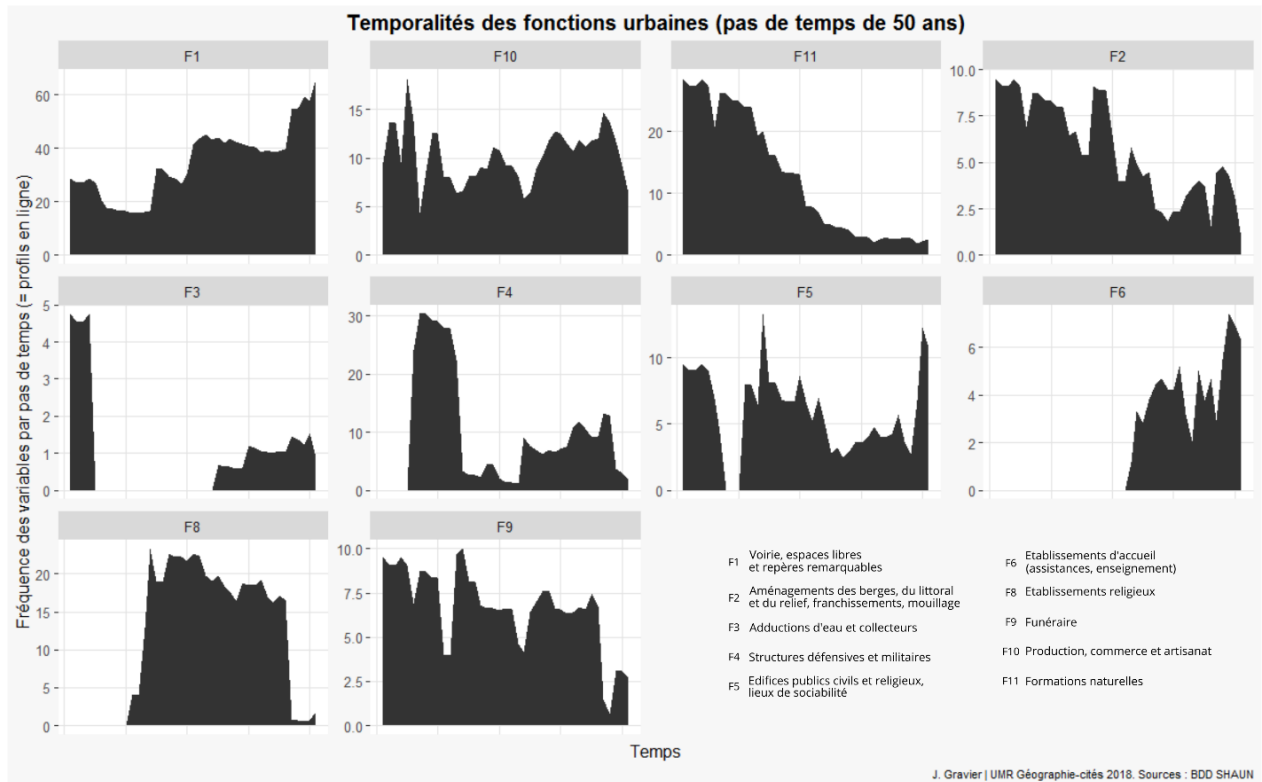 Temporalités des fonctions urbaines (pas de temps de 50 ans)
Fréquence des variables par pas de temps (= profils en ligne)
F1
60
40
20
0
F10
15
10
5
0
F11
20
10
0
F2
10.0
7.5
5.0
2.5
0.0
F3
5
4
3
2
1
0
F4
30
20
10
0
F5
10
5
0
F6
6
4
2
0
F8
20
15
10
5
0
F9
10.0
7.5
5.0
2.5
0.0
F1 Voirie, espaces libres
et repères remarquables
F2 Aménagements des berges, du littoral
et du relief, franchissements, mouillage
F3 Adductions d'eau et collecteurs
F4 Structures défensives et militaires
F5 Edifices publics civils et religieux,
lieux de sociabilité
F6 Etablissements d'accueil
(assistances, enseignement)
F8 Etablissements religieux
F9 Funéraire
F10 Production, commerce et artisanat
F11 Formations naturelles
Temps
J. Gravier | UMR Géographie-cités 2018. Sources : BDD SHAUN